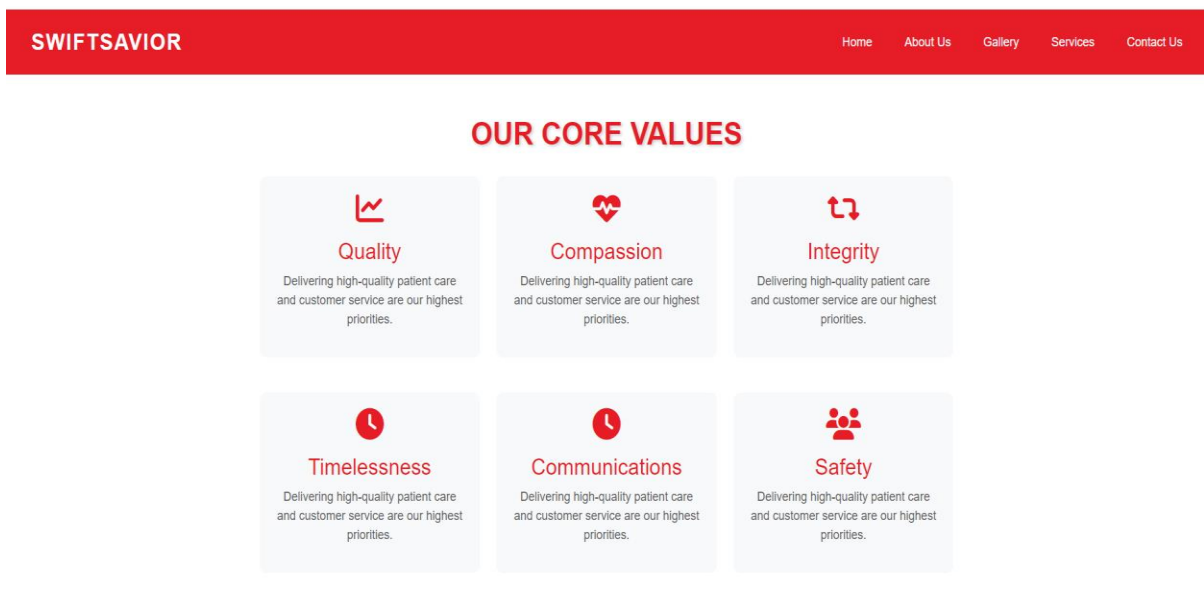 SWIFTSAVIOR
Home About Us Gallery Services Contact Us
OUR CORE VALUES
Quality
Delivering high-quality patient care
and customer service are our highest
priorities.
Compassion
Delivering high-quality patient care
and customer service are our highest
priorities.
Integrity
Delivering high-quality patient care
and customer service are our highest
priorities.
Timelessness
Delivering high-quality patient care
and customer service are our highest
priorities.
Communications
Delivering high-quality patient care
and customer service are our highest
priorities.
Safety
Delivering high-quality patient care
and customer service are our highest
priorities.